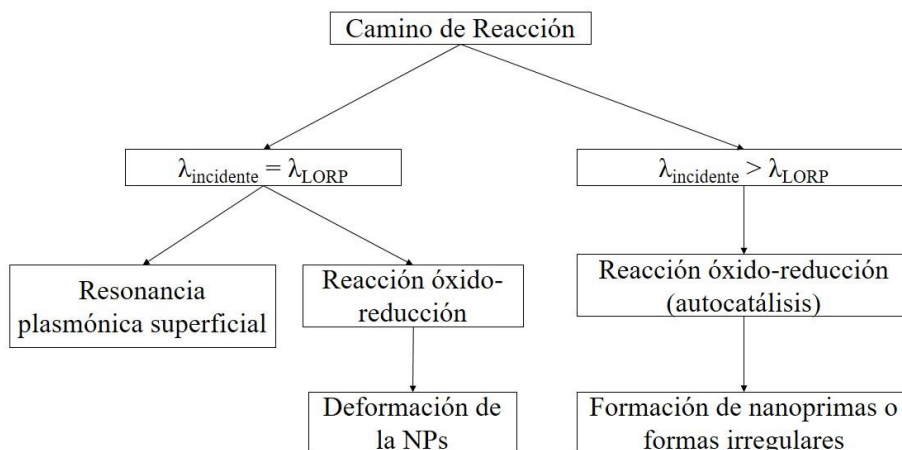 Camino de Reacción
λincidente = λLORP
λincidente > λLORP
Resonancia
plasmónica superficial
Reacción óxido-
reducción
Reacción óxido-reducción
(autocatálisis)
Deformación de
la NPs
Formación de nanoprimas o
formas irregulares